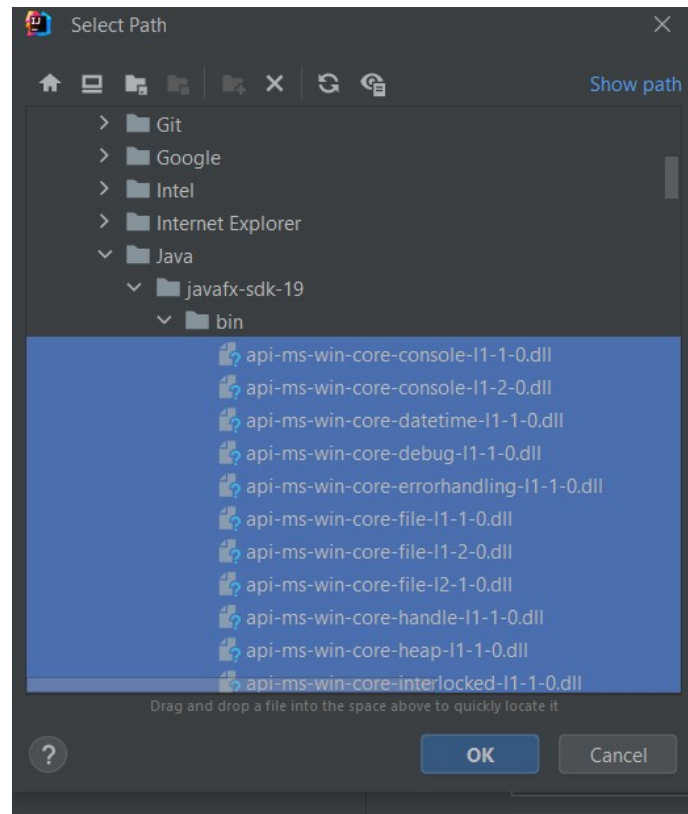 Select Path
Show path
Git
Google
Intel
Internet Explorer
Java
javafx-sdk-19
bin
api-ms-win-core-console-l1-1-0.dll
api-ms-win-core-console-l1-2-0.dll
api-ms-win-core-datetime-l1-1-0.dll
api-ms-win-core-debug-l1-1-0.dll
api-ms-win-core-errorhandling-l1-1-0.dll
api-ms-win-core-file-l1-1-0.dll
api-ms-win-core-file-l1-2-0.dll
api-ms-win-core-file-l2-1-0.dll
api-ms-win-core-handle-l1-1-0.dll
api-ms-win-core-heap-l1-1-0.dll
api-ms-win-core-interlocked-l1-1-0.dll
Drag and drop a file into the space above to quickly locate it
? OK Cancel